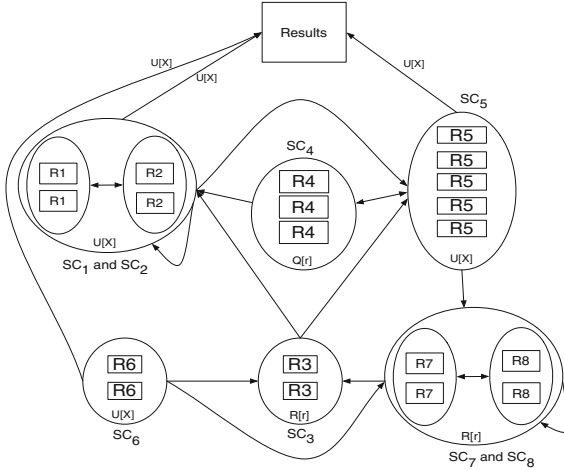 Results
U[X]
U[X]
U[X]
SC5
SC4
R1
R1
R2
R2
U[X]
SC1 and SC2
R4
R4
R4
Q[r]
R5
R5
R5
R5
R5
U[X]
R6
R6
U[X]
SC6
R3
R3
R[r]
SC3
R7
R7
R8
R8
R[r]
SC7 and SC8